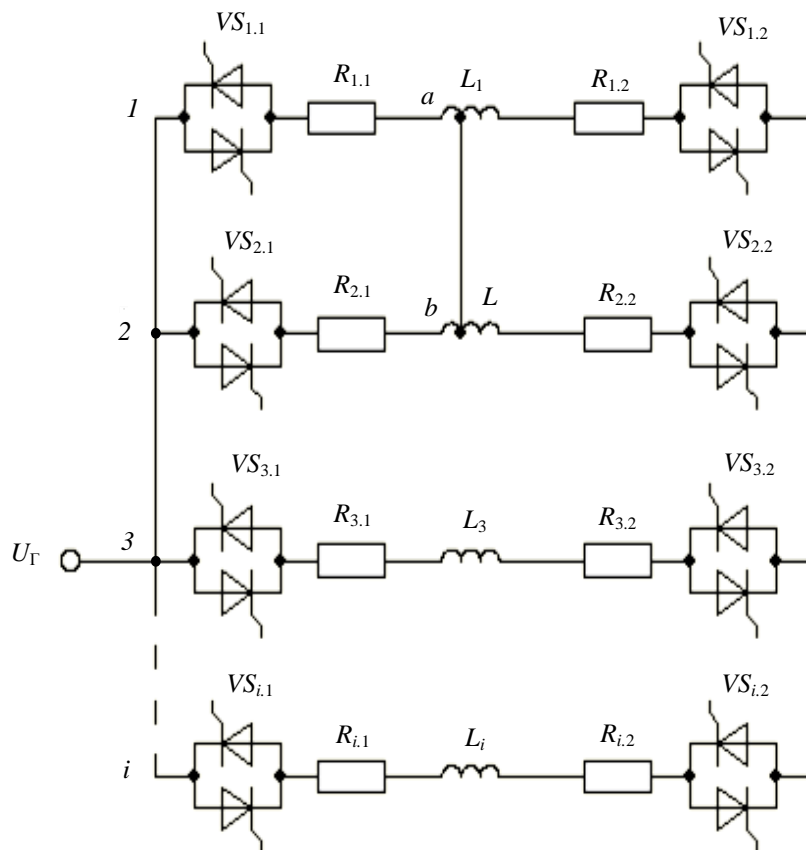 VS1.1
VS1.2
R1.1
L1
R1.2
1
a
VS2.1
VS2.2
R2.1
L
R2.2
2
b
VS3.1
VS3.2
R3.1
L3
R3.2
3
UГ
VSi.1
VSi.2
Ri.1
Li
Ri.2
i